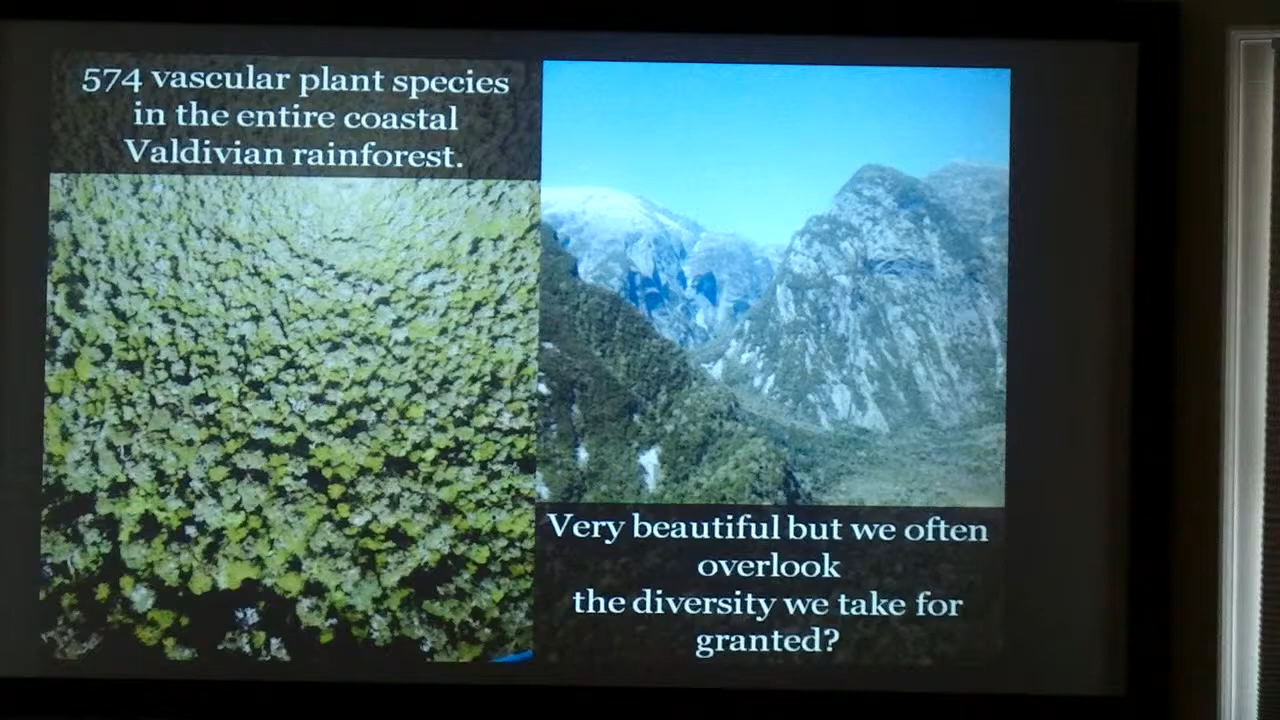 574 vascular plant species
in the entire coastal
Valdivian rainforest.
Very beautiful but we often
overlook
the diversity we take for
granted?